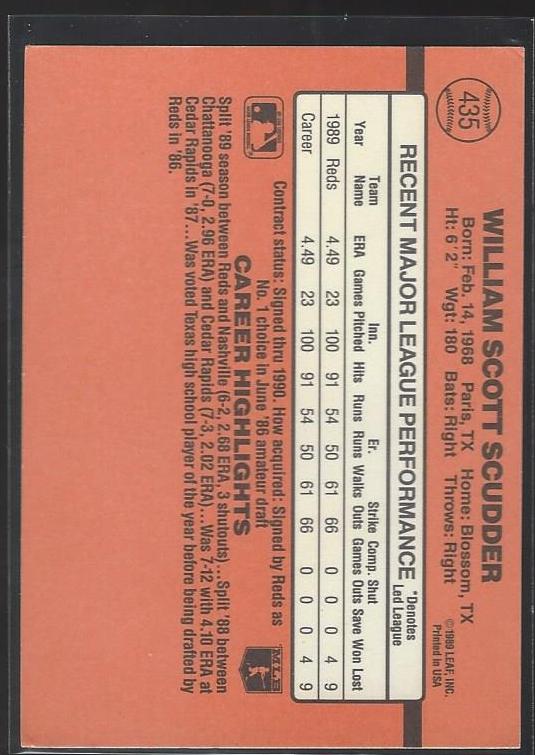 435
WILLIAM SCOTT SCUDDER
Born: Feb. 14, 1968 Paris, TX Home: Blossom, TX
Ht: 6'2" Wgt: 180 Bats: Right Throws: Right
©1989 LEAF, INC.
Printed in USA
RECENT MAJOR LEAGUE PERFORMANCE *Denotes
Led League
Team Inn. Er. Strike Comp. Shut
Year Name ERA Games Pitched Hits Runs Runs Walks Outs Games Outs Save Won Lost
1989 Reds 4.49 23 100 91 54 50 61 66 0 0 0 4 9
Career 4.49 23 100 91 54 50 61 66 0 0 0 4 9
Contract status: Signed thru 1990. How acquired: Signed by Reds as
No. 1 choice in June '86 amateur draft
MLB
CAREER HIGHLIGHTS
Split '89 season between Reds and Nashville (6-2, 2.68 ERA, 3 shutouts)...Split '88 between
Chattanooga (7-0, 2.96 ERA) and Cedar Rapids (7-3, 2.02 ERA)...Was 7-12 with 4.10 ERA at
Cedar Rapids in '87...Was voted Texas high school player of the year before being drafted by
Reds in '86.